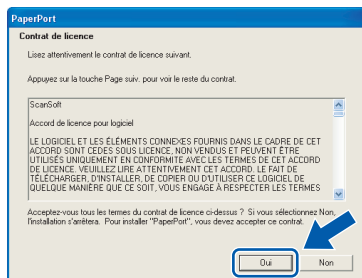 PaperPort
Contrat de licence
Lisez attentivement le contrat de licence suivant.
Appuyez sur la touche Page suiv. pour voir le reste du contrat.
ScanSoft
Accord de licence pour logiciel
LE LOGICIEL ET LES ÉLÉMENTS CONNEXES FOURNIS DANS LE CADRE DE CET
ACCORD SONT CEDES SOUS LICENCE, NON VENDUS ET PEUVENT ÊTRE
UTILISÉS UNIQUEMENT EN CONFORMITE AVEC LES TERMES DE CET ACCORD
DE LICENCE. VEUILLEZ LIRE ATTENTIVEMENT CET ACCORD. LE FAIT DE
TÉLÉCHARGER, D'INSTALLER, DE COPIER OU D'UTILISER CE LOGICIEL DE
QUELQUE MANIÈRE QUE CE SOIT, VOUS ENGAGE À RESPECTER LES TERMES
Acceptez-vous tous les termes du contrat de licence ci-dessus ? Si vous sélectionnez Non,
l'installation s'arrêtera. Pour installer "PaperPort", vous devez accepter ce contrat.
Oui
Non